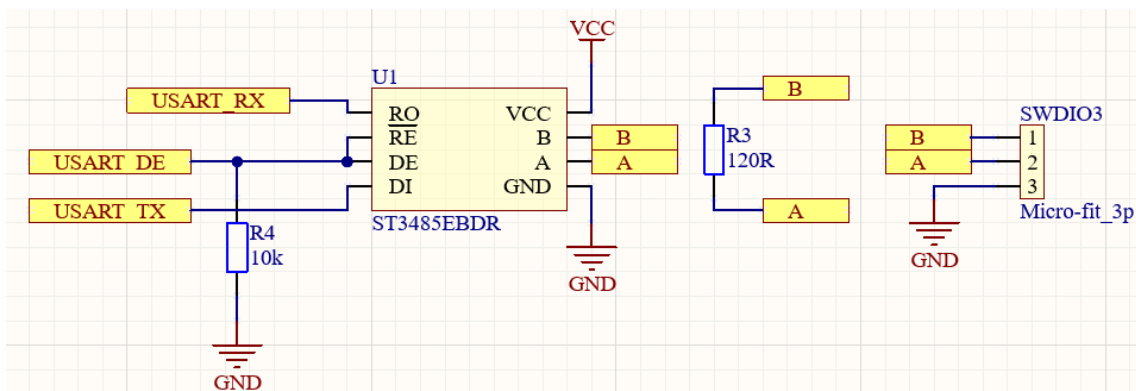 VCC
U1
USART_RX
RO
RE
DE
DI
VCC
B
A
GND
B
A
USART_DE
USART_TX
ST3485EBDR
R4
10k
GND
GND
B
R3
120R
A
SWDIO3
B
1
A
2
3
Micro-fit_3p
GND